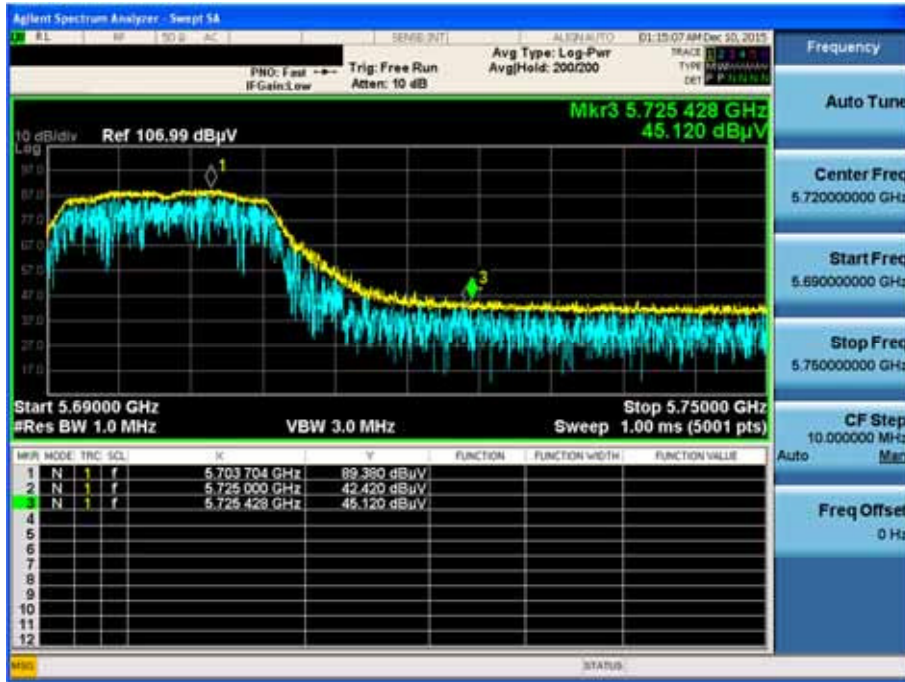 Agilent Spectrum Analyzer - Swept SA
RL RF 50 Ω AC SENSE:INT ALIGN AUTO 01:15:07 AM Dec 10, 2015
Frequency
PNO: Fast Trig: Free Run Avg Type: Log-Pwr TRACE 1 2 3 4 5 6
IFGain:Low Atten: 10 dB Avg|Hold: 200/200 TYPE
DET P P N N N N
Auto Tune
Mkr3 5.725 428 GHz
45.120 dBµV
10 dB/div Ref 106.99 dBµV
Log
97.0
87.0
77.0
67.0
57.0
47.0
37.0
27.0
17.0
1
3
Center Freq
5.720000000 GHz
Start Freq
5.690000000 GHz
Stop Freq
5.750000000 GHz
Start 5.69000 GHz Stop 5.75000 GHz
#Res BW 1.0 MHz VBW 3.0 MHz Sweep 1.00 ms (5001 pts)
CF Step
10.000000 MHz
Auto Man
Freq Offset
0 Hz
MKR MODE TRC SCL X Y FUNCTION FUNCTION WIDTH FUNCTION VALUE
1 N 1 f 5.703 704 GHz 89.380 dBµV
2 N 1 f 5.725 000 GHz 42.420 dBµV
3 N 1 f 5.725 428 GHz 45.120 dBµV
4
5
6
7
8
9
10
11
12
MSG STATUS